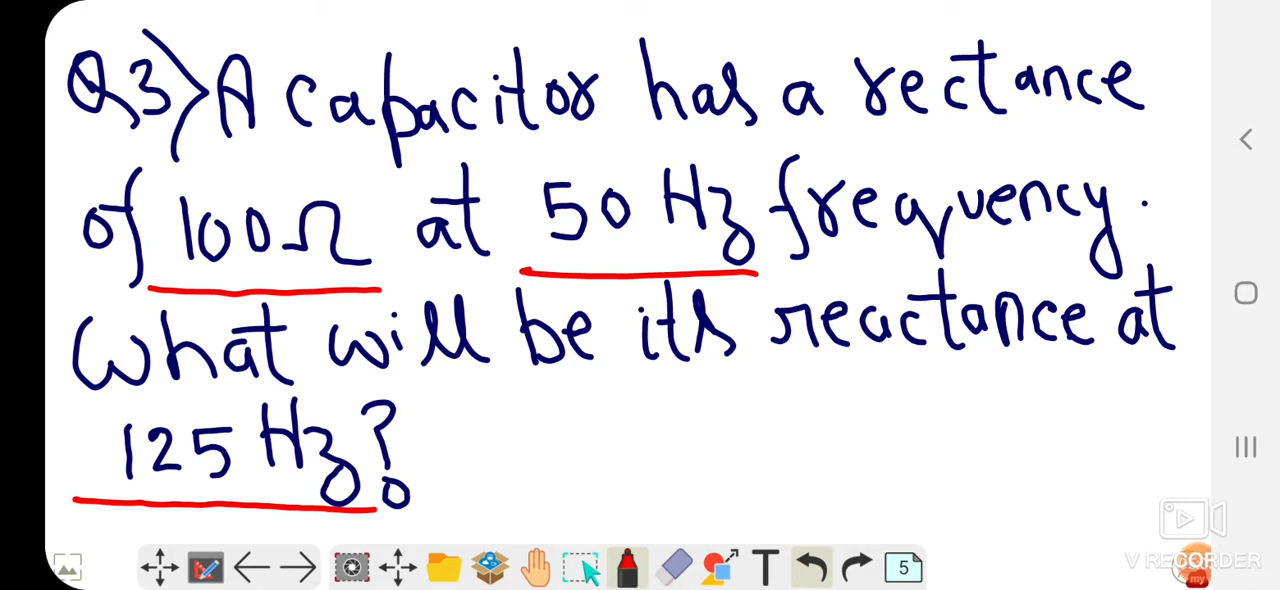 Q3> A capacitor has a rectance
of 100Ω at 50 Hz frequency.
What will be its reactance at
125 Hz?
T
5
V RECORDER
my